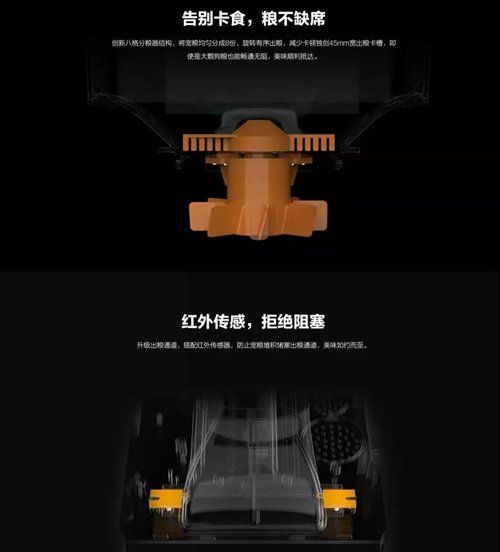 告别卡食，粮不缺席
创新八格分粮器结构，将宠粮均匀分成8份，旋转有序出粮，减少卡顿独创45mm宽出粮卡槽，即
使是大颗狗粮也能畅通无阻，美味顺利抵达。
红外传感，拒绝阻塞
升级出粮通道，搭配红外传感器，防止宠粮堆积堵塞出粮通道，美味如约而至。